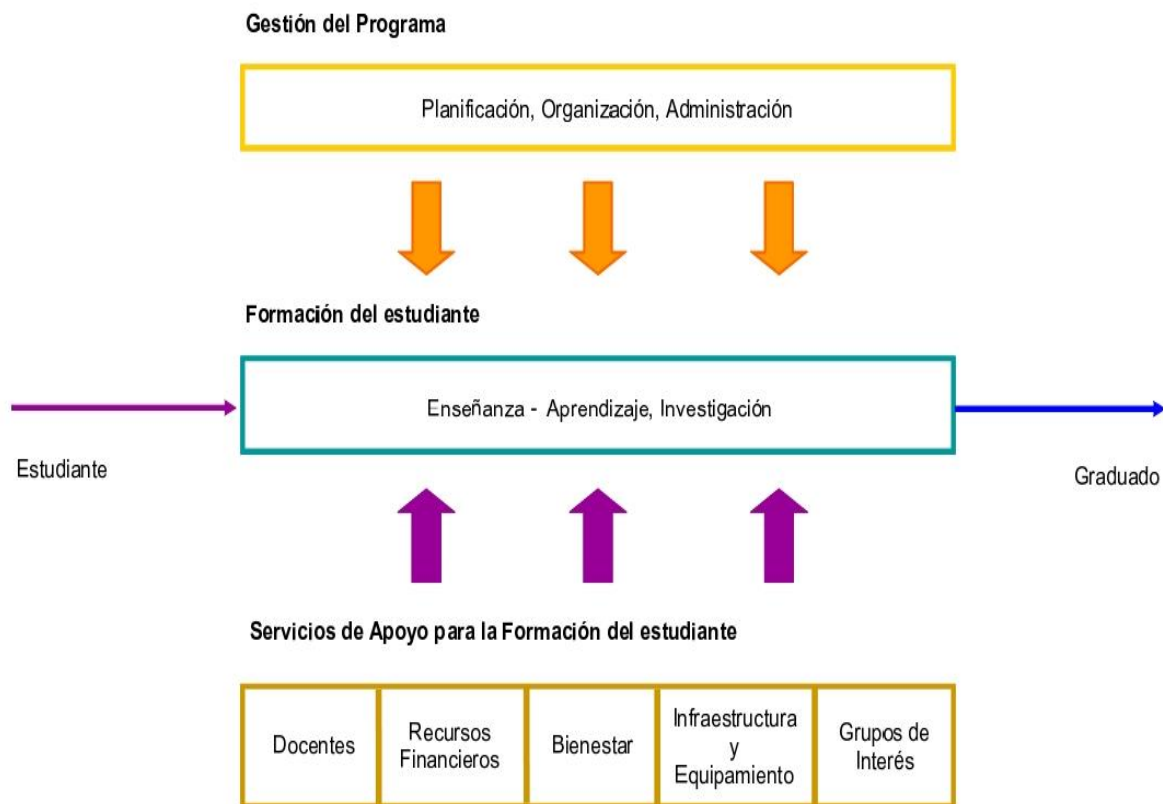 Gestión del Programa
Planificación, Organización, Administración
Formación del estudiante
Enseñanza - Aprendizaje, Investigación
Estudiante
Graduado
Servicios de Apoyo para la Formación del estudiante
Docentes
Recursos
Financieros
Bienestar
Infraestructura
y
Equipamiento
Grupos de
Interés